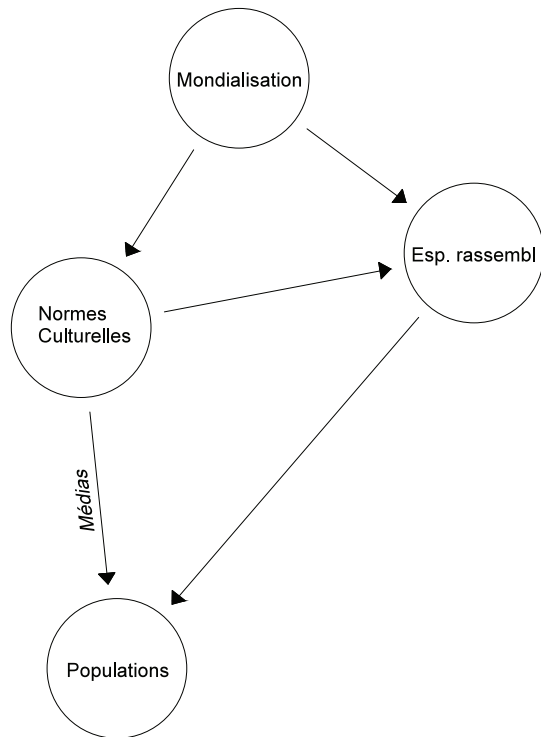 Mondialisation
Esp. rassembl
Normes
Culturelles
Médias
Populations